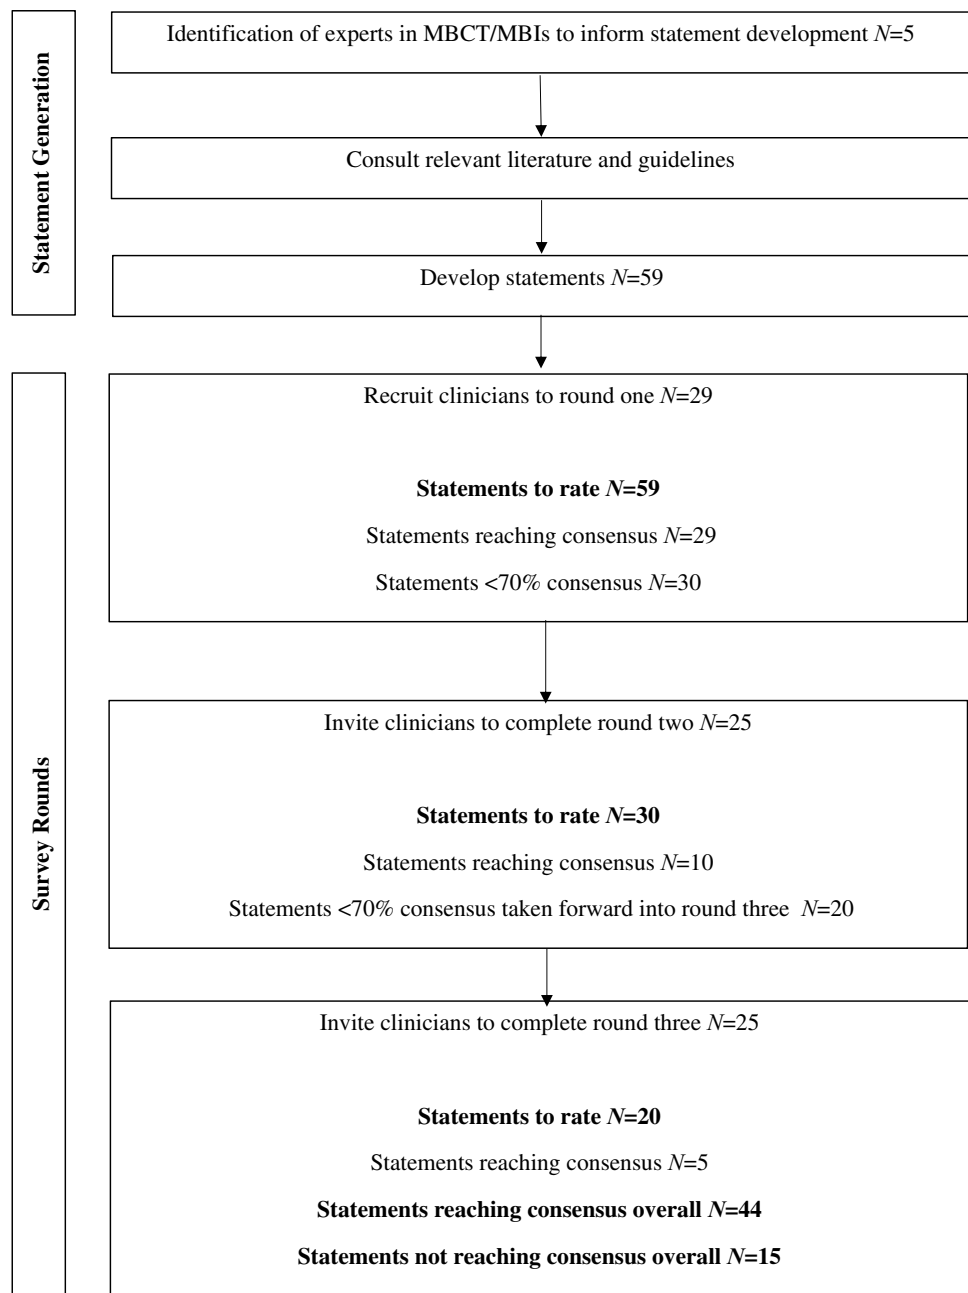 Statement Generation
Identification of experts in MBCT/MBIs to inform statement development N=5
Consult relevant literature and guidelines
Develop statements N=59
Survey Rounds
Recruit clinicians to round one N=29
Statements to rate N=59
Statements reaching consensus N=29
Statements <70% consensus N=30
Invite clinicians to complete round two N=25
Statements to rate N=30
Statements reaching consensus N=10
Statements <70% consensus taken forward into round three N=20
Invite clinicians to complete round three N=25
Statements to rate N=20
Statements reaching consensus N=5
Statements reaching consensus overall N=44
Statements not reaching consensus overall N=15